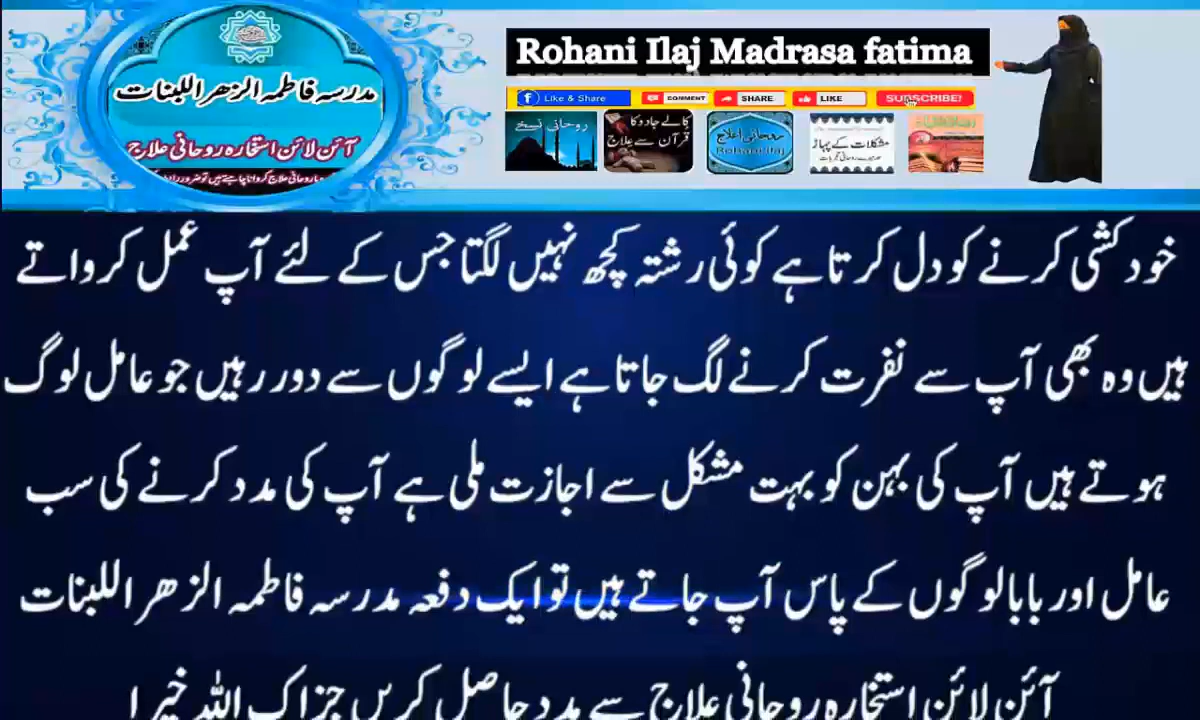 مدرسہ فاطمہ الزھرا للبنات
آئن لائن استخارہ روحانی علاج
Rohani Ilaj Madrasa fatima
Like & Share
COMMENT
SHARE
LIKE
SUBSCRIBE!
روحانی نسخے
کالے جادو کا
قرآن سے علاج
روحانی علاج
Rohani Ilaj
مشکلات کے پہاڑ
خود کشی کرنے کو دل کرتا ہے کوئی رشتہ کچھ نہیں لگتا جس کے لئے آپ عمل کرواتے
ہیں وہ بھی آپ سے نفرت کرنے لگ جاتا ہے ایسے لوگوں سے دور رہیں جو عامل لوگ
ہوتے ہیں آپ کی بہن کو بہت مشکل سے اجازت ملی ہے آپ کی مدد کرنے کی سب
عامل اور بابا لوگوں کے پاس آپ جاتے ہیں تو ایک دفعہ مدرسہ فاطمہ الزھرا للبنات
آئن لائن استخارہ روحانی علاج سے مدد حاصل کریں جزاک اللہ خیرا